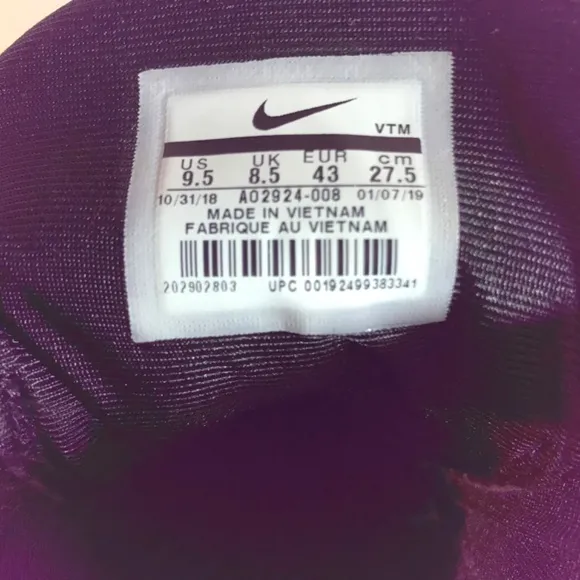 VTM
US UK EUR cm
9.5 8.5 43 27.5
10/31/18 AO2924-008 01/07/19
MADE IN VIETNAM
FABRIQUE AU VIETNAM
202902803 UPC 00192499383341